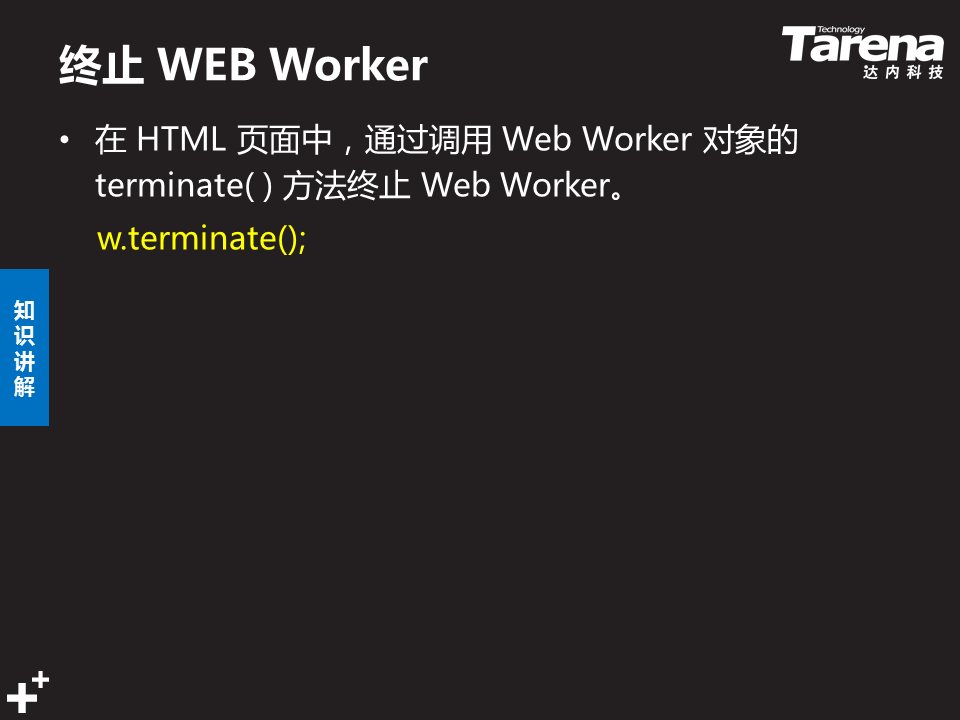 终止 WEB Worker
Technology
Tarena
达内科技
• 在 HTML 页面中，通过调用 Web Worker 对象的
terminate( ) 方法终止 Web Worker。
w.terminate();
知
识
讲
解